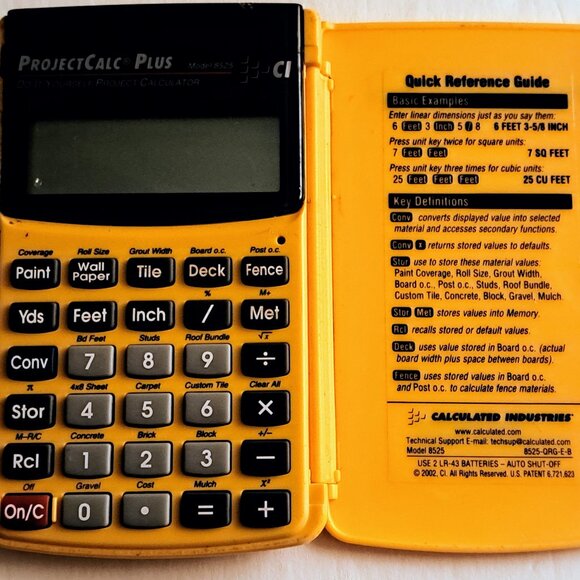 PROJECTCALC® PLUS Model 8525
DO-IT-YOURSELF PROJECT CALCULATOR
CI
Coverage Roll Size Grout Width Board o.c. Post o.c.
Paint Wall Paper Tile Deck Fence
% M+
Yds Feet Inch / Met
Bd Feet Studs Roof Bundle √x
Conv 7 8 9 ÷
π 4x8 Sheet Carpet Custom Tile Clear All
Stor 4 5 6 ×
M-R/C Concrete Brick Block +/-
Rcl 1 2 3 −
Off Gravel Cost Mulch X²
On/C 0 • = +
Quick Reference Guide
Basic Examples
Enter linear dimensions just as you say them:
6 Feet 3 Inch 5 / 8 6 FEET 3-5/8 INCH
Press unit key twice for square units:
7 Feet Feet 7 SQ FEET
Press unit key three times for cubic units:
25 Feet Feet Feet 25 CU FEET
Key Definitions
Conv converts displayed value into selected
material and accesses secondary functions.
Conv x returns stored values to defaults.
Stor use to store these material values:
Paint Coverage, Roll Size, Grout Width,
Board o.c., Post o.c., Studs, Roof Bundle,
Custom Tile, Concrete, Block, Gravel, Mulch.
Stor Met stores values into Memory.
Rcl recalls stored or default values.
Deck uses value stored in Board o.c. (actual
board width plus space between boards).
Fence uses stored values in Board o.c.
and Post o.c. to calculate fence materials.
CALCULATED INDUSTRIES®
www.calculated.com
Technical Support E-mail: techsup@calculated.com
Model 8525 8525-QRG-E-B
USE 2 LR-43 BATTERIES – AUTO SHUT-OFF
© 2002, CI. All Rights Reserved. U.S. PATENT 6,721,623